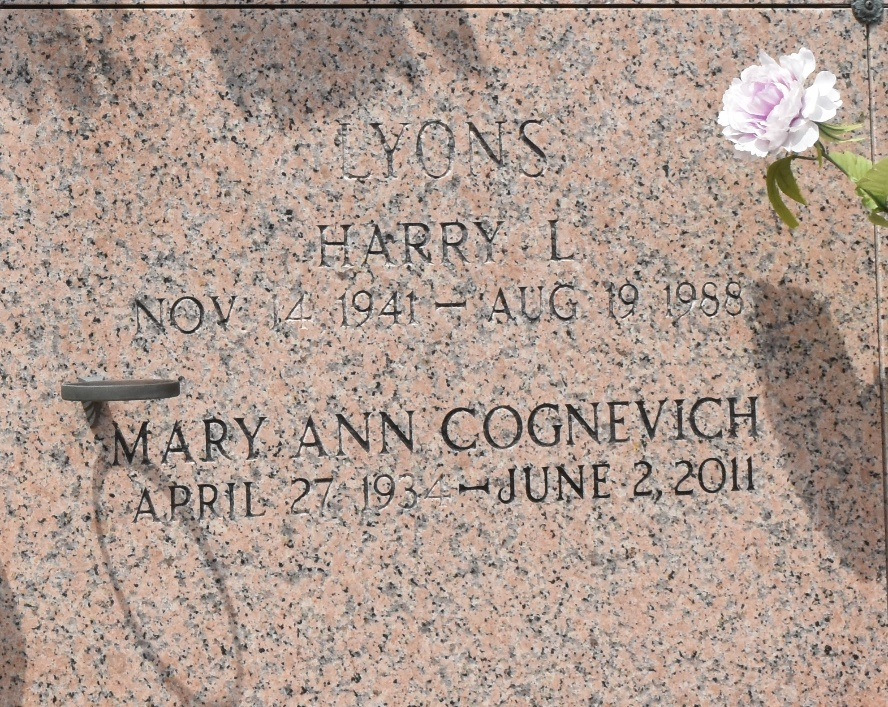 LYONS
HARRY L
NOV. 14 1941 – AUG 19, 1988
MARY ANN COGNEVICH
APRIL 27 1934 – JUNE 2, 2011